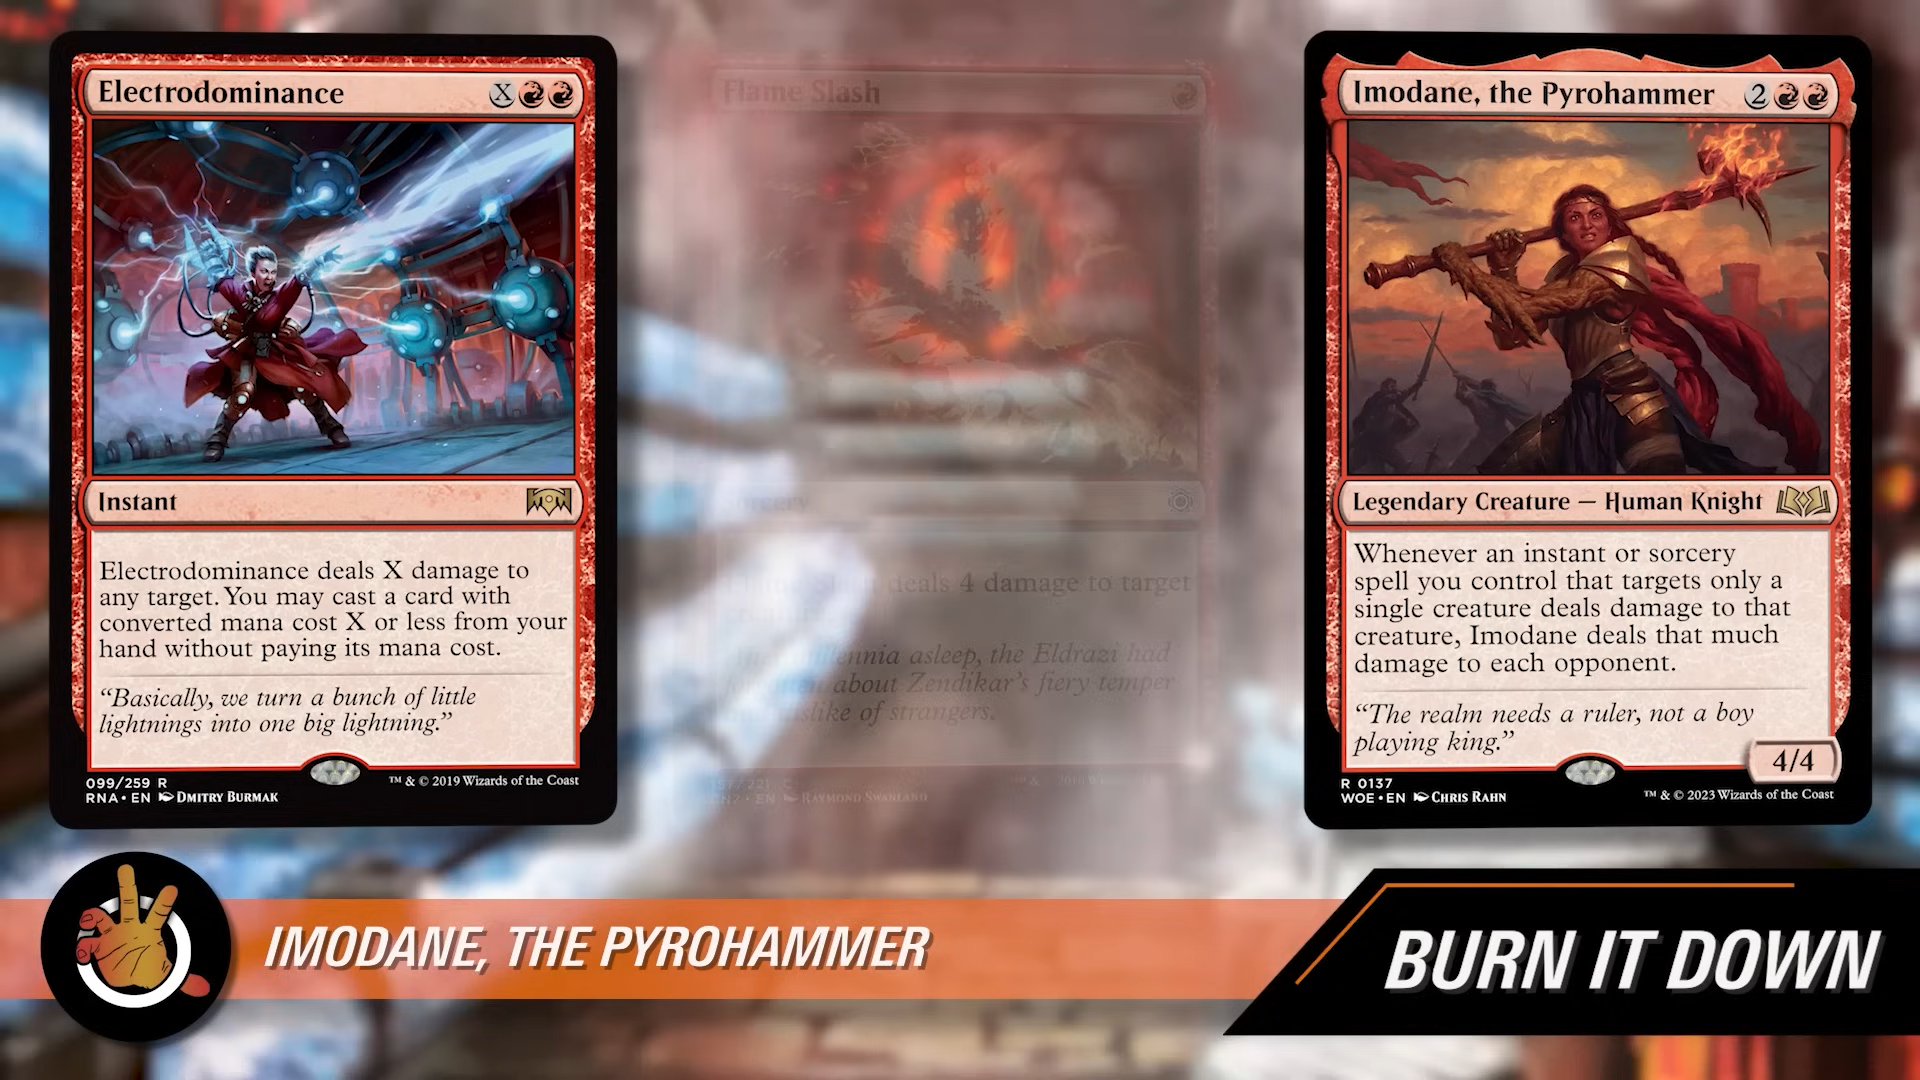 Electrodominance
X
Instant
Electrodominance deals X damage to
any target. You may cast a card with
converted mana cost X or less from your
hand without paying its mana cost.
“Basically, we turn a bunch of little
lightnings into one big lightning.”
099/259 R
RNA • EN DMITRY BURMAK
™ & © 2019 Wizards of the Coast
Flame Slash
Sorcery
deals 4 damage to target
asleep, the Eldrazi had
about Zendikar's fiery temper
of strangers.
EN RAYMOND SWANLAND
Imodane, the Pyrohammer
2
Legendary Creature — Human Knight
Whenever an instant or sorcery
spell you control that targets only a
single creature deals damage to that
creature, Imodane deals that much
damage to each opponent.
“The realm needs a ruler, not a boy
playing king.”
4/4
R 0137
WOE • EN CHRIS RAHN
™ & © 2023 Wizards of the Coast
IMODANE, THE PYROHAMMER
BURN IT DOWN